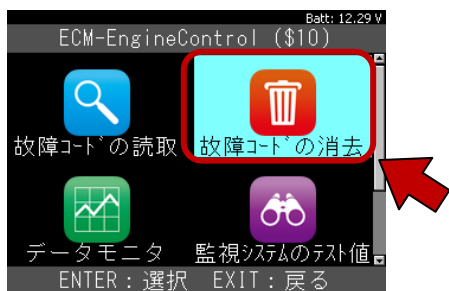 Batt: 12.29 V
ECM-EngineControl ($10)
故障ｺｰﾄﾞの読取 故障ｺｰﾄﾞの消去
データモニタ 監視ｼｽﾃﾑのﾃｽﾄ値
ENTER：選択 EXIT：戻る